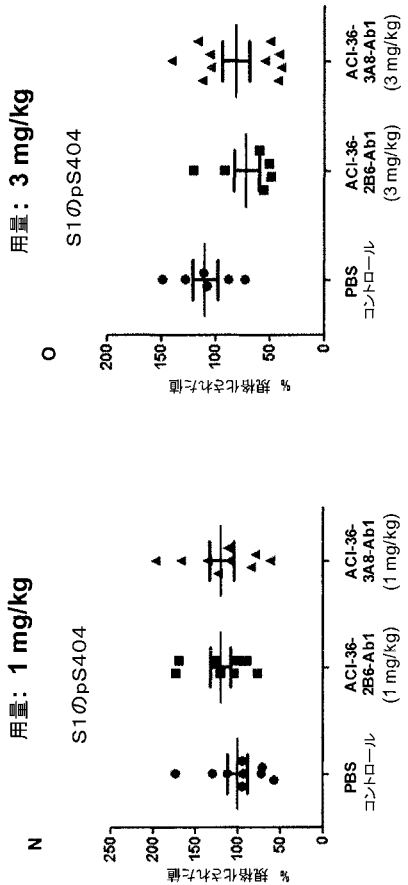 N
用量: 1 mg/kg
S1のpS404
% 規格化された値
250
200
150
100
50
0
PBS
コントロール
ACI-36-
2B6-Ab1
(1 mg/kg)
ACI-36-
3A8-Ab1
(1 mg/kg)
O
用量: 3 mg/kg
S1のpS404
% 規格化された値
200
150
100
50
0
PBS
コントロール
ACI-36-
2B6-Ab1
(3 mg/kg)
ACI-36-
3A8-Ab1
(3 mg/kg)